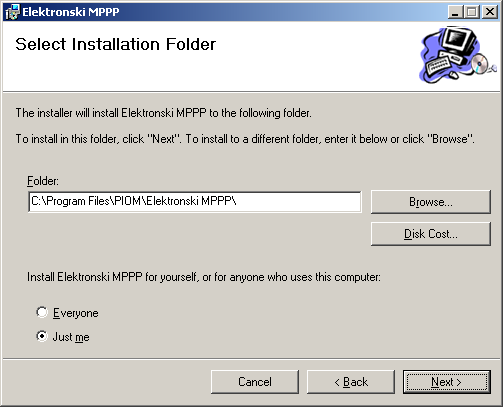 Elektronski MPPP
Select Installation Folder
The installer will install Elektronski MPPP to the following folder.
To install in this folder, click "Next". To install to a different folder, enter it below or click "Browse".
Folder:
C:\Program Files\PIOM\Elektronski MPPP\
Browse...
Disk Cost...
Install Elektronski MPPP for yourself, or for anyone who uses this computer:
Everyone
Just me
Cancel
< Back
Next >